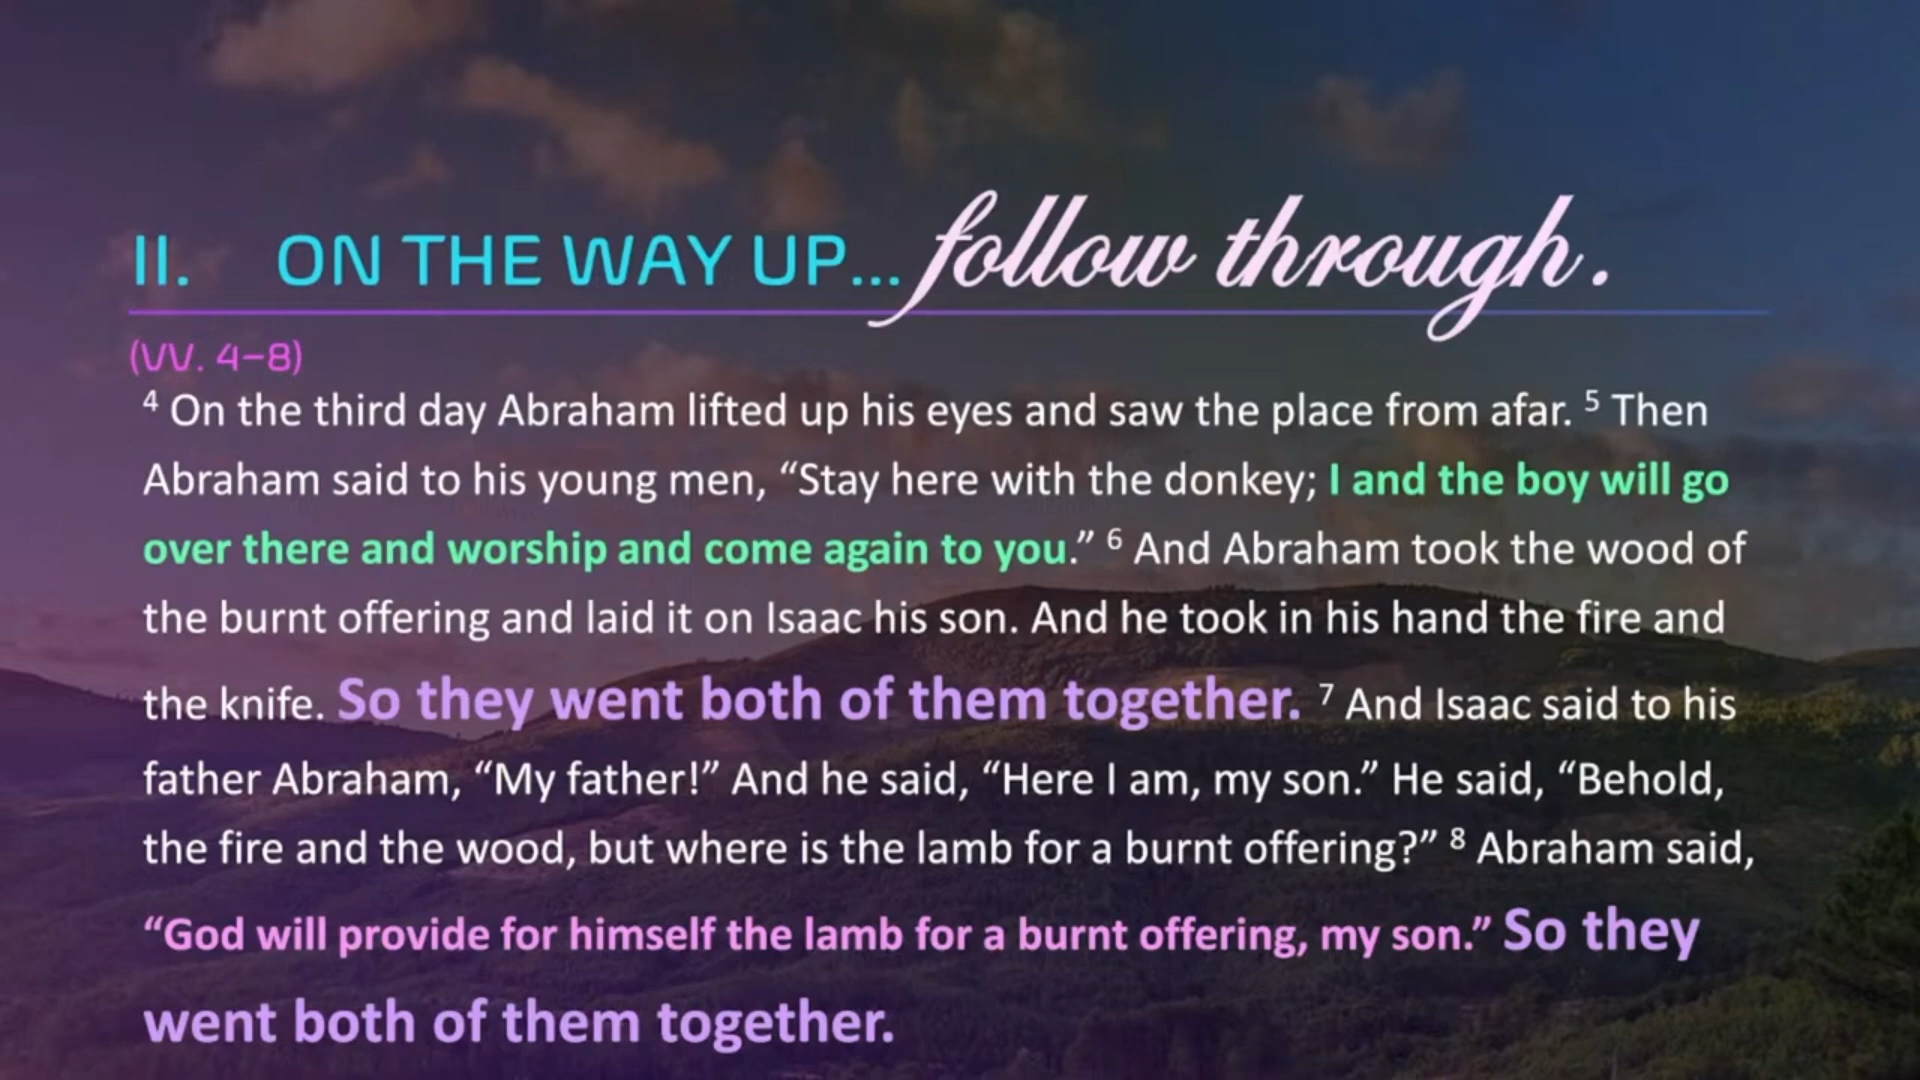 II. ON THE WAY UP... follow through.
(VV. 4–8)
⁴ On the third day Abraham lifted up his eyes and saw the place from afar. ⁵ Then
Abraham said to his young men, “Stay here with the donkey; I and the boy will go
over there and worship and come again to you.” ⁶ And Abraham took the wood of
the burnt offering and laid it on Isaac his son. And he took in his hand the fire and
the knife. So they went both of them together. ⁷ And Isaac said to his
father Abraham, “My father!” And he said, “Here I am, my son.” He said, “Behold,
the fire and the wood, but where is the lamb for a burnt offering?” ⁸ Abraham said,
“God will provide for himself the lamb for a burnt offering, my son.” So they
went both of them together.